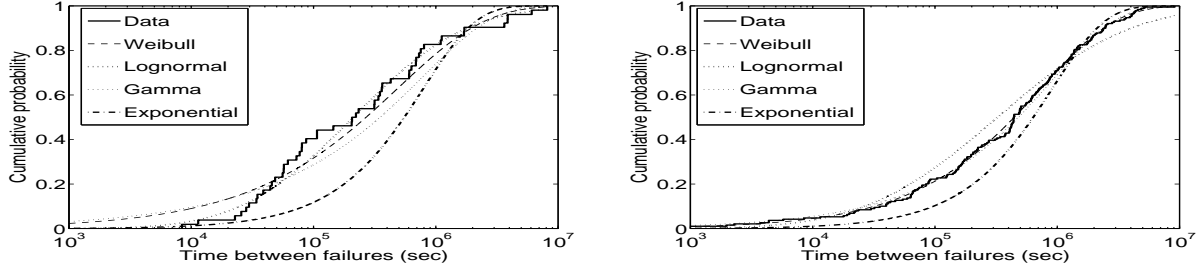 Cumulative probability
1
0.8
0.6
0.4
0.2
0
Data
Weibull
Lognormal
Gamma
Exponential
10^3 10^4 10^5 10^6 10^7
Time between failures (sec)
Cumulative probability
1
0.8
0.6
0.4
0.2
0
Data
Weibull
Lognormal
Gamma
Exponential
10^3 10^4 10^5 10^6 10^7
Time between failures (sec)